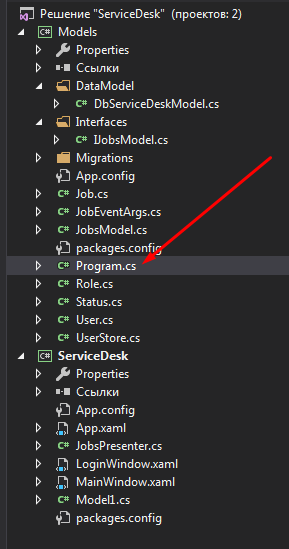 Решение "ServiceDesk" (проектов: 2)
Models
Properties
Ссылки
DataModel
DbServiceDeskModel.cs
Interfaces
IJobsModel.cs
Migrations
App.config
Job.cs
JobEventArgs.cs
JobsModel.cs
packages.config
Program.cs
Role.cs
Status.cs
User.cs
UserStore.cs
ServiceDesk
Properties
Ссылки
App.config
App.xaml
JobsPresenter.cs
LoginWindow.xaml
MainWindow.xaml
Model1.cs
packages.config